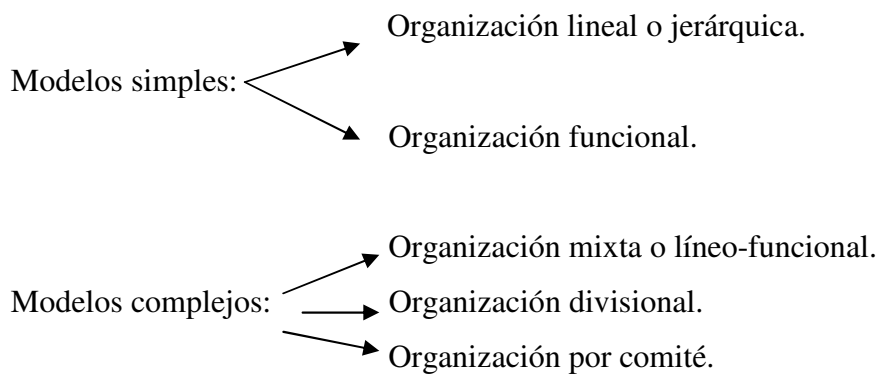 Organización lineal o jerárquica.
Modelos simples:
Organización funcional.
Organización mixta o líneo-funcional.
Modelos complejos:
Organización divisional.
Organización por comité.